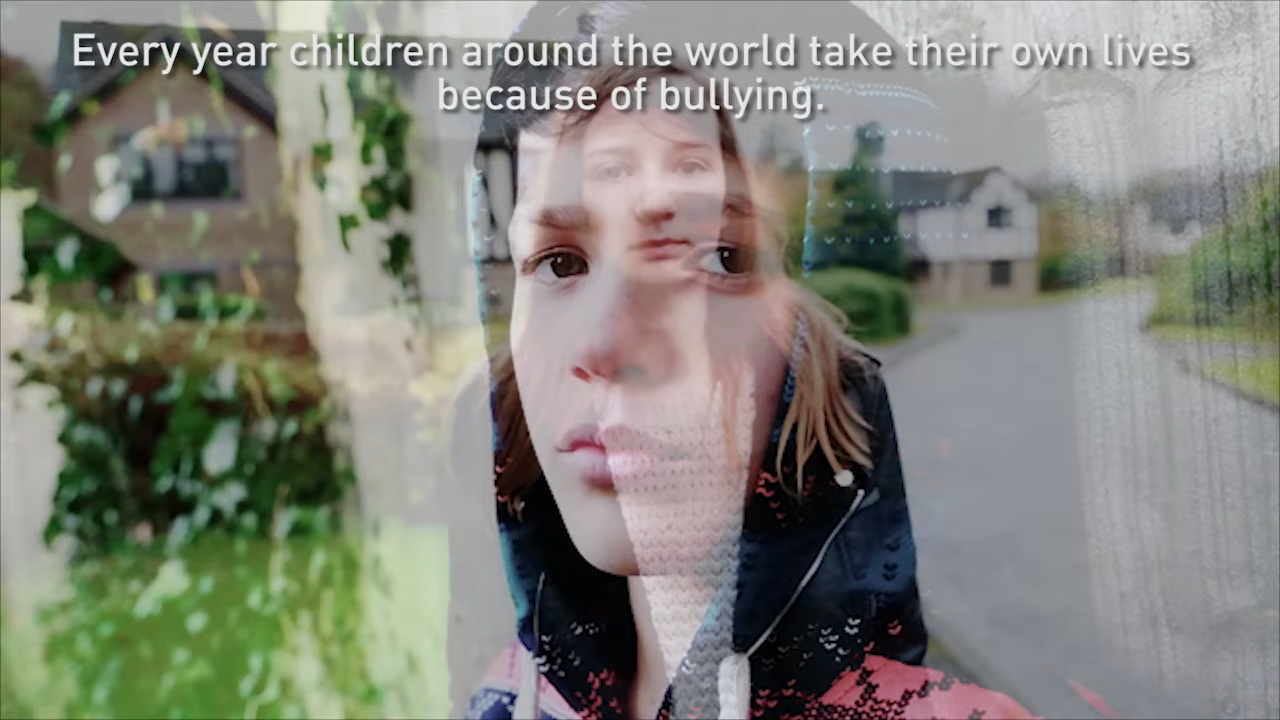 Every year children around the world take their own lives
because of bullying.